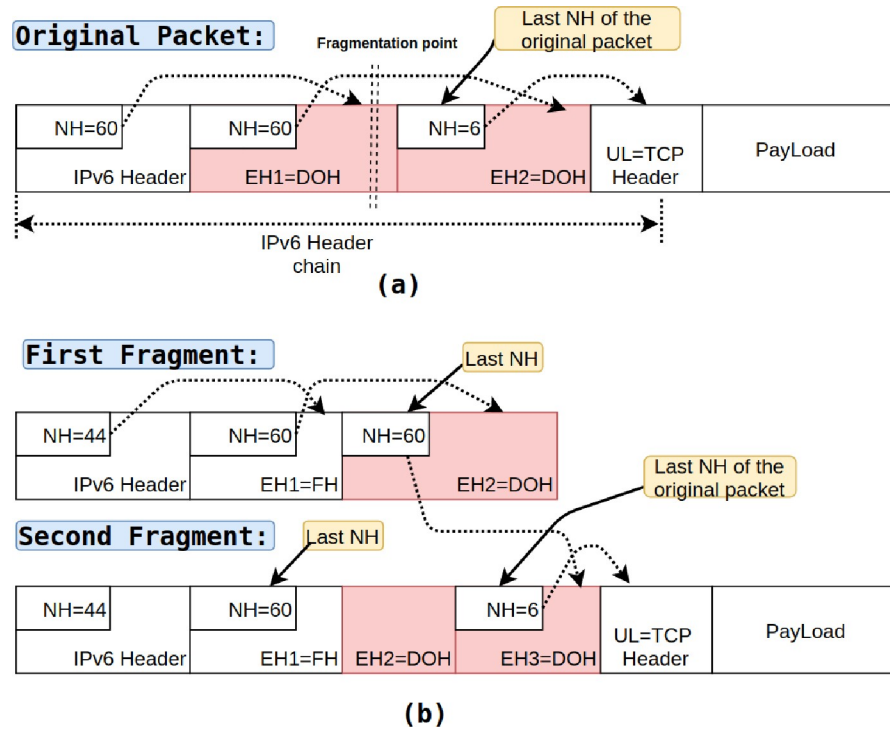 Original Packet:
Fragmentation point
Last NH of the
original packet
NH=60
NH=60
NH=6
IPv6 Header
EH1=DOH
EH2=DOH
UL=TCP
Header
PayLoad
IPv6 Header
chain
(a)
First Fragment:
Last NH
NH=44
NH=60
NH=60
IPv6 Header
EH1=FH
EH2=DOH
Last NH of the
original packet
Second Fragment:
Last NH
NH=44
NH=60
NH=6
IPv6 Header
EH1=FH
EH2=DOH
EH3=DOH
UL=TCP
Header
PayLoad
(b)